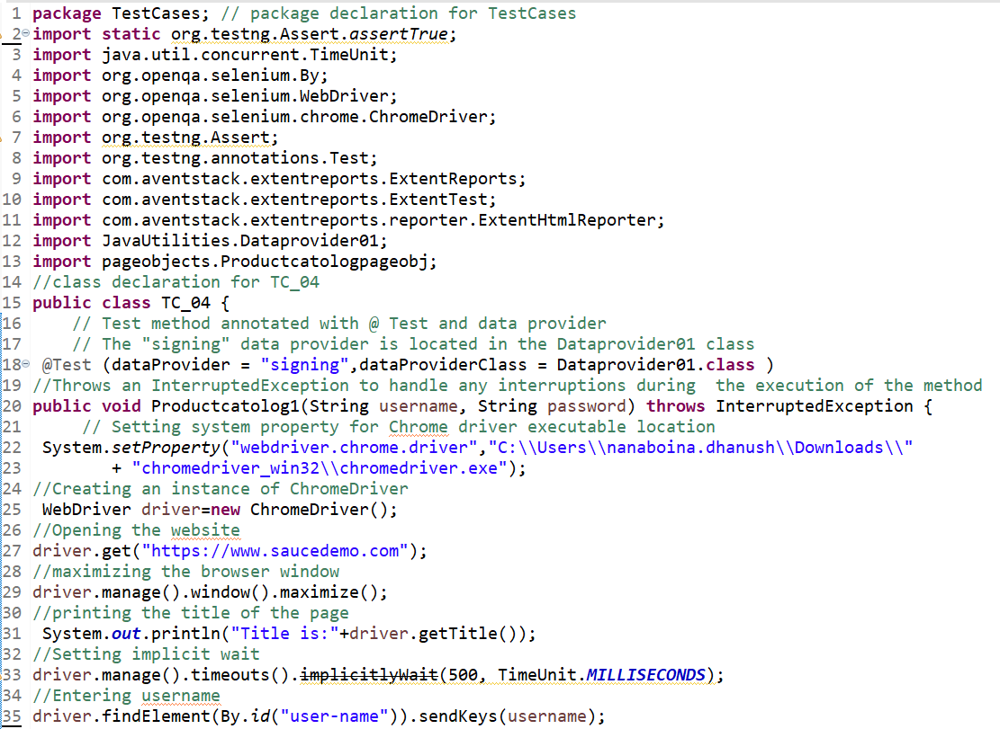 1 package TestCases; // package declaration for TestCases
2 import static org.testng.Assert.assertTrue;
3 import java.util.concurrent.TimeUnit;
4 import org.openqa.selenium.By;
5 import org.openqa.selenium.WebDriver;
6 import org.openqa.selenium.chrome.ChromeDriver;
7 import org.testng.Assert;
8 import org.testng.annotations.Test;
9 import com.aventstack.extentreports.ExtentReports;
10 import com.aventstack.extentreports.ExtentTest;
11 import com.aventstack.extentreports.reporter.ExtentHtmlReporter;
12 import JavaUtilities.Dataprovider01;
13 import pageobjects.Productcatologpageobj;
14 //class declaration for TC_04
15 public class TC_04 {
16     // Test method annotated with @ Test and data provider
17     // The "signing" data provider is located in the Dataprovider01 class
18  @Test (dataProvider = "signing",dataProviderClass = Dataprovider01.class )
19 //Throws an InterruptedException to handle any interruptions during  the execution of the method
20 public void Productcatolog1(String username, String password) throws InterruptedException {
21      // Setting system property for Chrome driver executable location
22  System.setProperty("webdriver.chrome.driver","C:\\Users\\nanaboina.dhanush\\Downloads\\"
23         + "chromedriver_win32\\chromedriver.exe");
24 //Creating an instance of ChromeDriver
25  WebDriver driver=new ChromeDriver();
26 //Opening the website
27 driver.get("https://www.saucedemo.com");
28 //maximizing the browser window
29 driver.manage().window().maximize();
30 //printing the title of the page
31  System.out.println("Title is:"+driver.getTitle());
32 //Setting implicit wait
33 driver.manage().timeouts().implicitlyWait(500, TimeUnit.MILLISECONDS);
34 //Entering username
35 driver.findElement(By.id("user-name")).sendKeys(username);